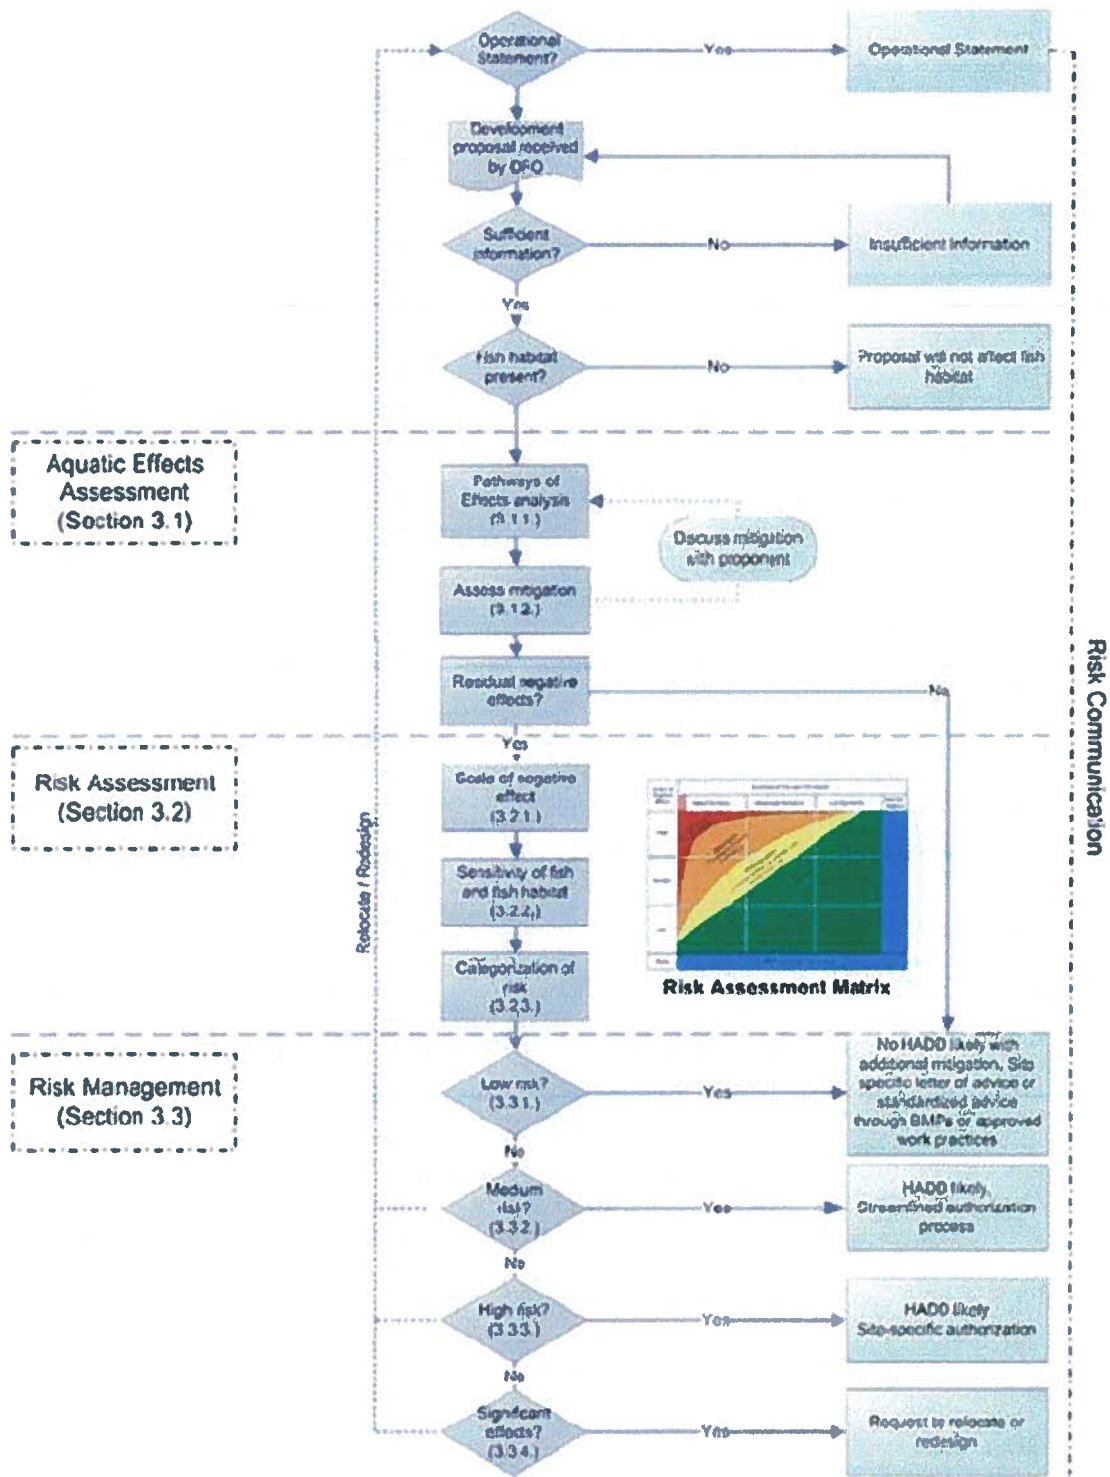 Operational
Statement?
Yes
Operational Statement
Development
proposal received
by DFO
Sufficient
information?
No
Insufficient Information
Yes
Fish habitat
present?
No
Proposal will not affect fish
habitat
Aquatic Effects
Assessment
(Section 3.1)
Pathways of
Effects analysis
(3.1.1.)
Discuss mitigation
with proponent
Assess mitigation
(3.1.2.)
Residual negative
effects?
No
Yes
Risk Communication
Risk Assessment
(Section 3.2)
Scale of negative
effect
(3.2.1.)
Sensitivity of fish
and fish habitat
(3.2.2.)
Categorization of
risk
(3.2.3.)
Relocate / Redesign
Risk Assessment Matrix
Risk Management
(Section 3.3)
Low risk?
(3.3.1.)
Yes
No HADD likely with
additional mitigation, Site
specific letter of advice or
standardized advice
through BMPs or approved
work practices
No
Medium
risk?
(3.3.2.)
Yes
HADD likely,
Streamlined authorization
process
No
High risk?
(3.3.3.)
Yes
HADD likely
Site-specific authorization
No
Significant
effects?
(3.3.4.)
Yes
Request to relocate or
redesign